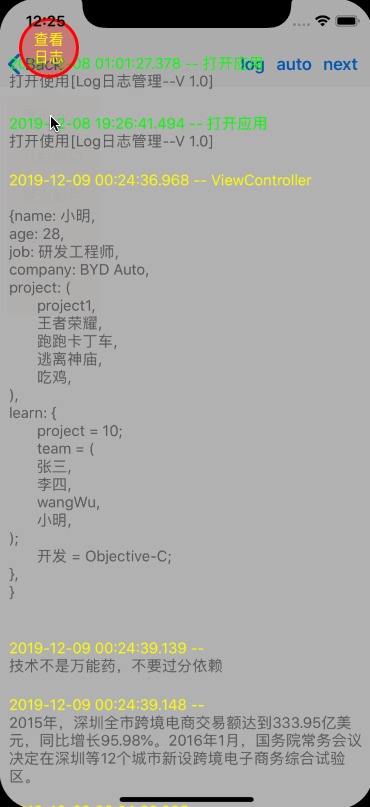 12:25
查看
日志
Back
log auto next
2019-12-08 01:01:27.378 -- 打开应用
打开使用[Log日志管理--V 1.0]
2019-12-08 19:26:41.494 -- 打开应用
打开使用[Log日志管理--V 1.0]
2019-12-09 00:24:36.968 -- ViewController
{name: 小明,
age: 28,
job: 研发工程师,
company: BYD Auto,
project: (
project1,
王者荣耀,
跑跑卡丁车,
逃离神庙,
吃鸡,
),
learn: {
project = 10;
team = (
张三,
李四,
wangWu,
小明,
);
开发 = Objective-C;
},
}
2019-12-09 00:24:39.139 --
技术不是万能药，不要过分依赖
2019-12-09 00:24:39.148 --
2015年，深圳全市跨境电商交易额达到333.95亿美
元，同比增长95.98%。2016年1月，国务院常务会议
决定在深圳等12个城市新设跨境电子商务综合试验
区。